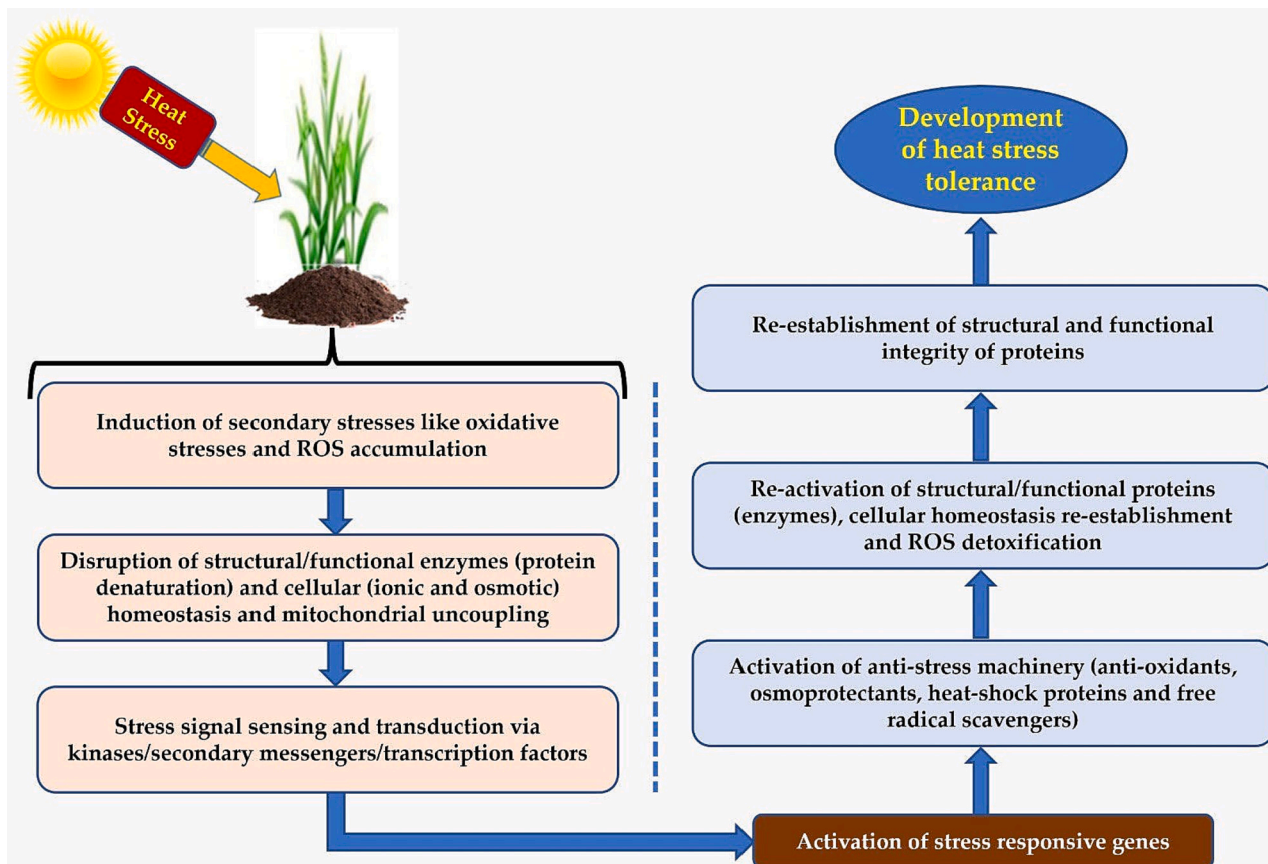 Heat
Stress
Induction of secondary stresses like oxidative
stresses and ROS accumulation
Disruption of structural/functional enzymes (protein
denaturation) and cellular (ionic and osmotic)
homeostasis and mitochondrial uncoupling
Stress signal sensing and transduction via
kinases/secondary messengers/transcription factors
Activation of stress responsive genes
Activation of anti-stress machinery (anti-oxidants,
osmoprotectants, heat-shock proteins and free
radical scavengers)
Re-activation of structural/functional proteins
(enzymes), cellular homeostasis re-establishment
and ROS detoxification
Re-establishment of structural and functional
integrity of proteins
Development
of heat stress
tolerance